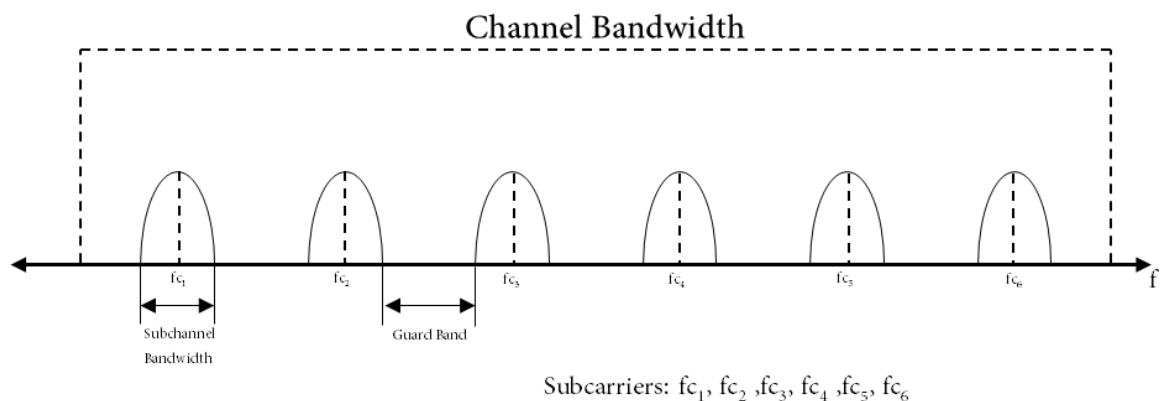 Channel Bandwidth
fc₁ fc₂ fc₃ fc₄ fc₅ fc₆
f
Subchannel
Bandwidth
Guard Band
Subcarriers: fc₁, fc₂ ,fc₃, fc₄ ,fc₅, fc₆